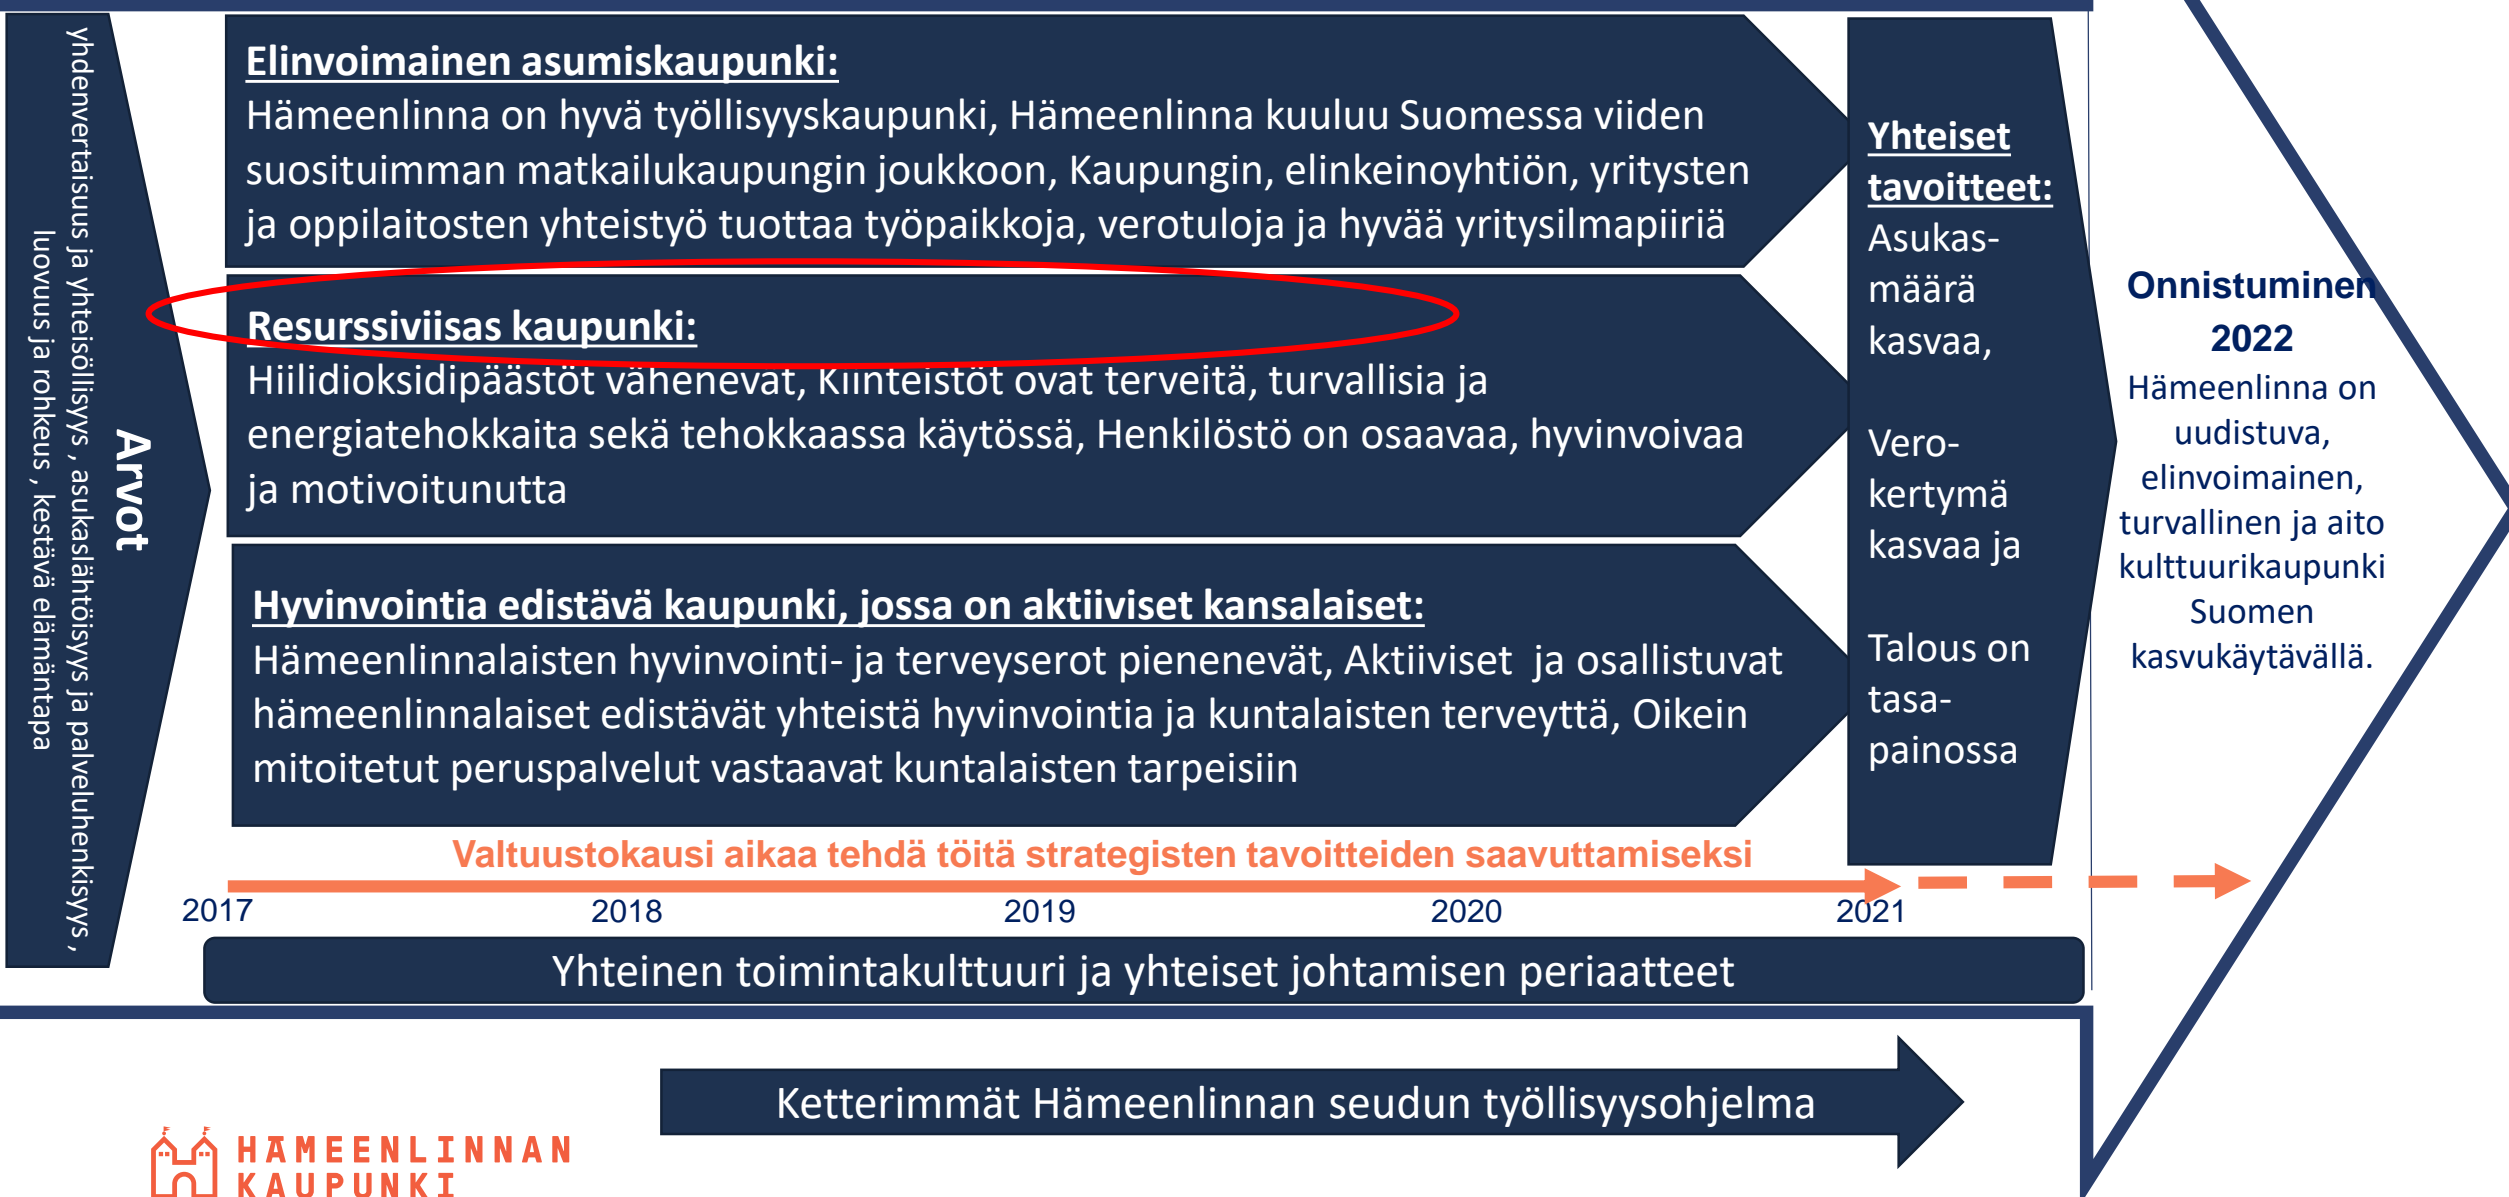 Arvot
yhdenvertaisuus ja yhteisöllisyys , asukaslähtöisyys ja palveluhenkisyys ,
luovuus ja rohkeus , kestävä elämäntapa
Elinvoimainen asumiskaupunki:
Hämeenlinna on hyvä työllisyyskaupunki, Hämeenlinna kuuluu Suomessa viiden
suosituimman matkailukaupungin joukkoon, Kaupungin, elinkeinoyhtiön, yritysten
ja oppilaitosten yhteistyö tuottaa työpaikkoja, verotuloja ja hyvää yritysilmapiiriä
Resurssiviisas kaupunki:
Hiilidioksidipäästöt vähenevät, Kiinteistöt ovat terveitä, turvallisia ja
energiatehokkaita sekä tehokkaassa käytössä, Henkilöstö on osaavaa, hyvinvoivaa
ja motivoitunutta
Hyvinvointia edistävä kaupunki, jossa on aktiiviset kansalaiset:
Hämeenlinnalaisten hyvinvointi- ja terveyserot pienenevät, Aktiiviset ja osallistuvat
hämeenlinnalaiset edistävät yhteistä hyvinvointia ja kuntalaisten terveyttä, Oikein
mitoitetut peruspalvelut vastaavat kuntalaisten tarpeisiin
Yhteiset
tavoitteet:
Asukas-
määrä
kasvaa,
Vero-
kertymä
kasvaa ja
Talous on
tasa-
painossa
Onnistuminen
2022
Hämeenlinna on
uudistuva,
elinvoimainen,
turvallinen ja aito
kulttuurikaupunki
Suomen
kasvukäytävällä.
Valtuustokausi aikaa tehdä töitä strategisten tavoitteiden saavuttamiseksi
2017 2018 2019 2020 2021
Yhteinen toimintakulttuuri ja yhteiset johtamisen periaatteet
Ketterimmät Hämeenlinnan seudun työllisyysohjelma
HÄMEENLINNAN
KAUPUNKI